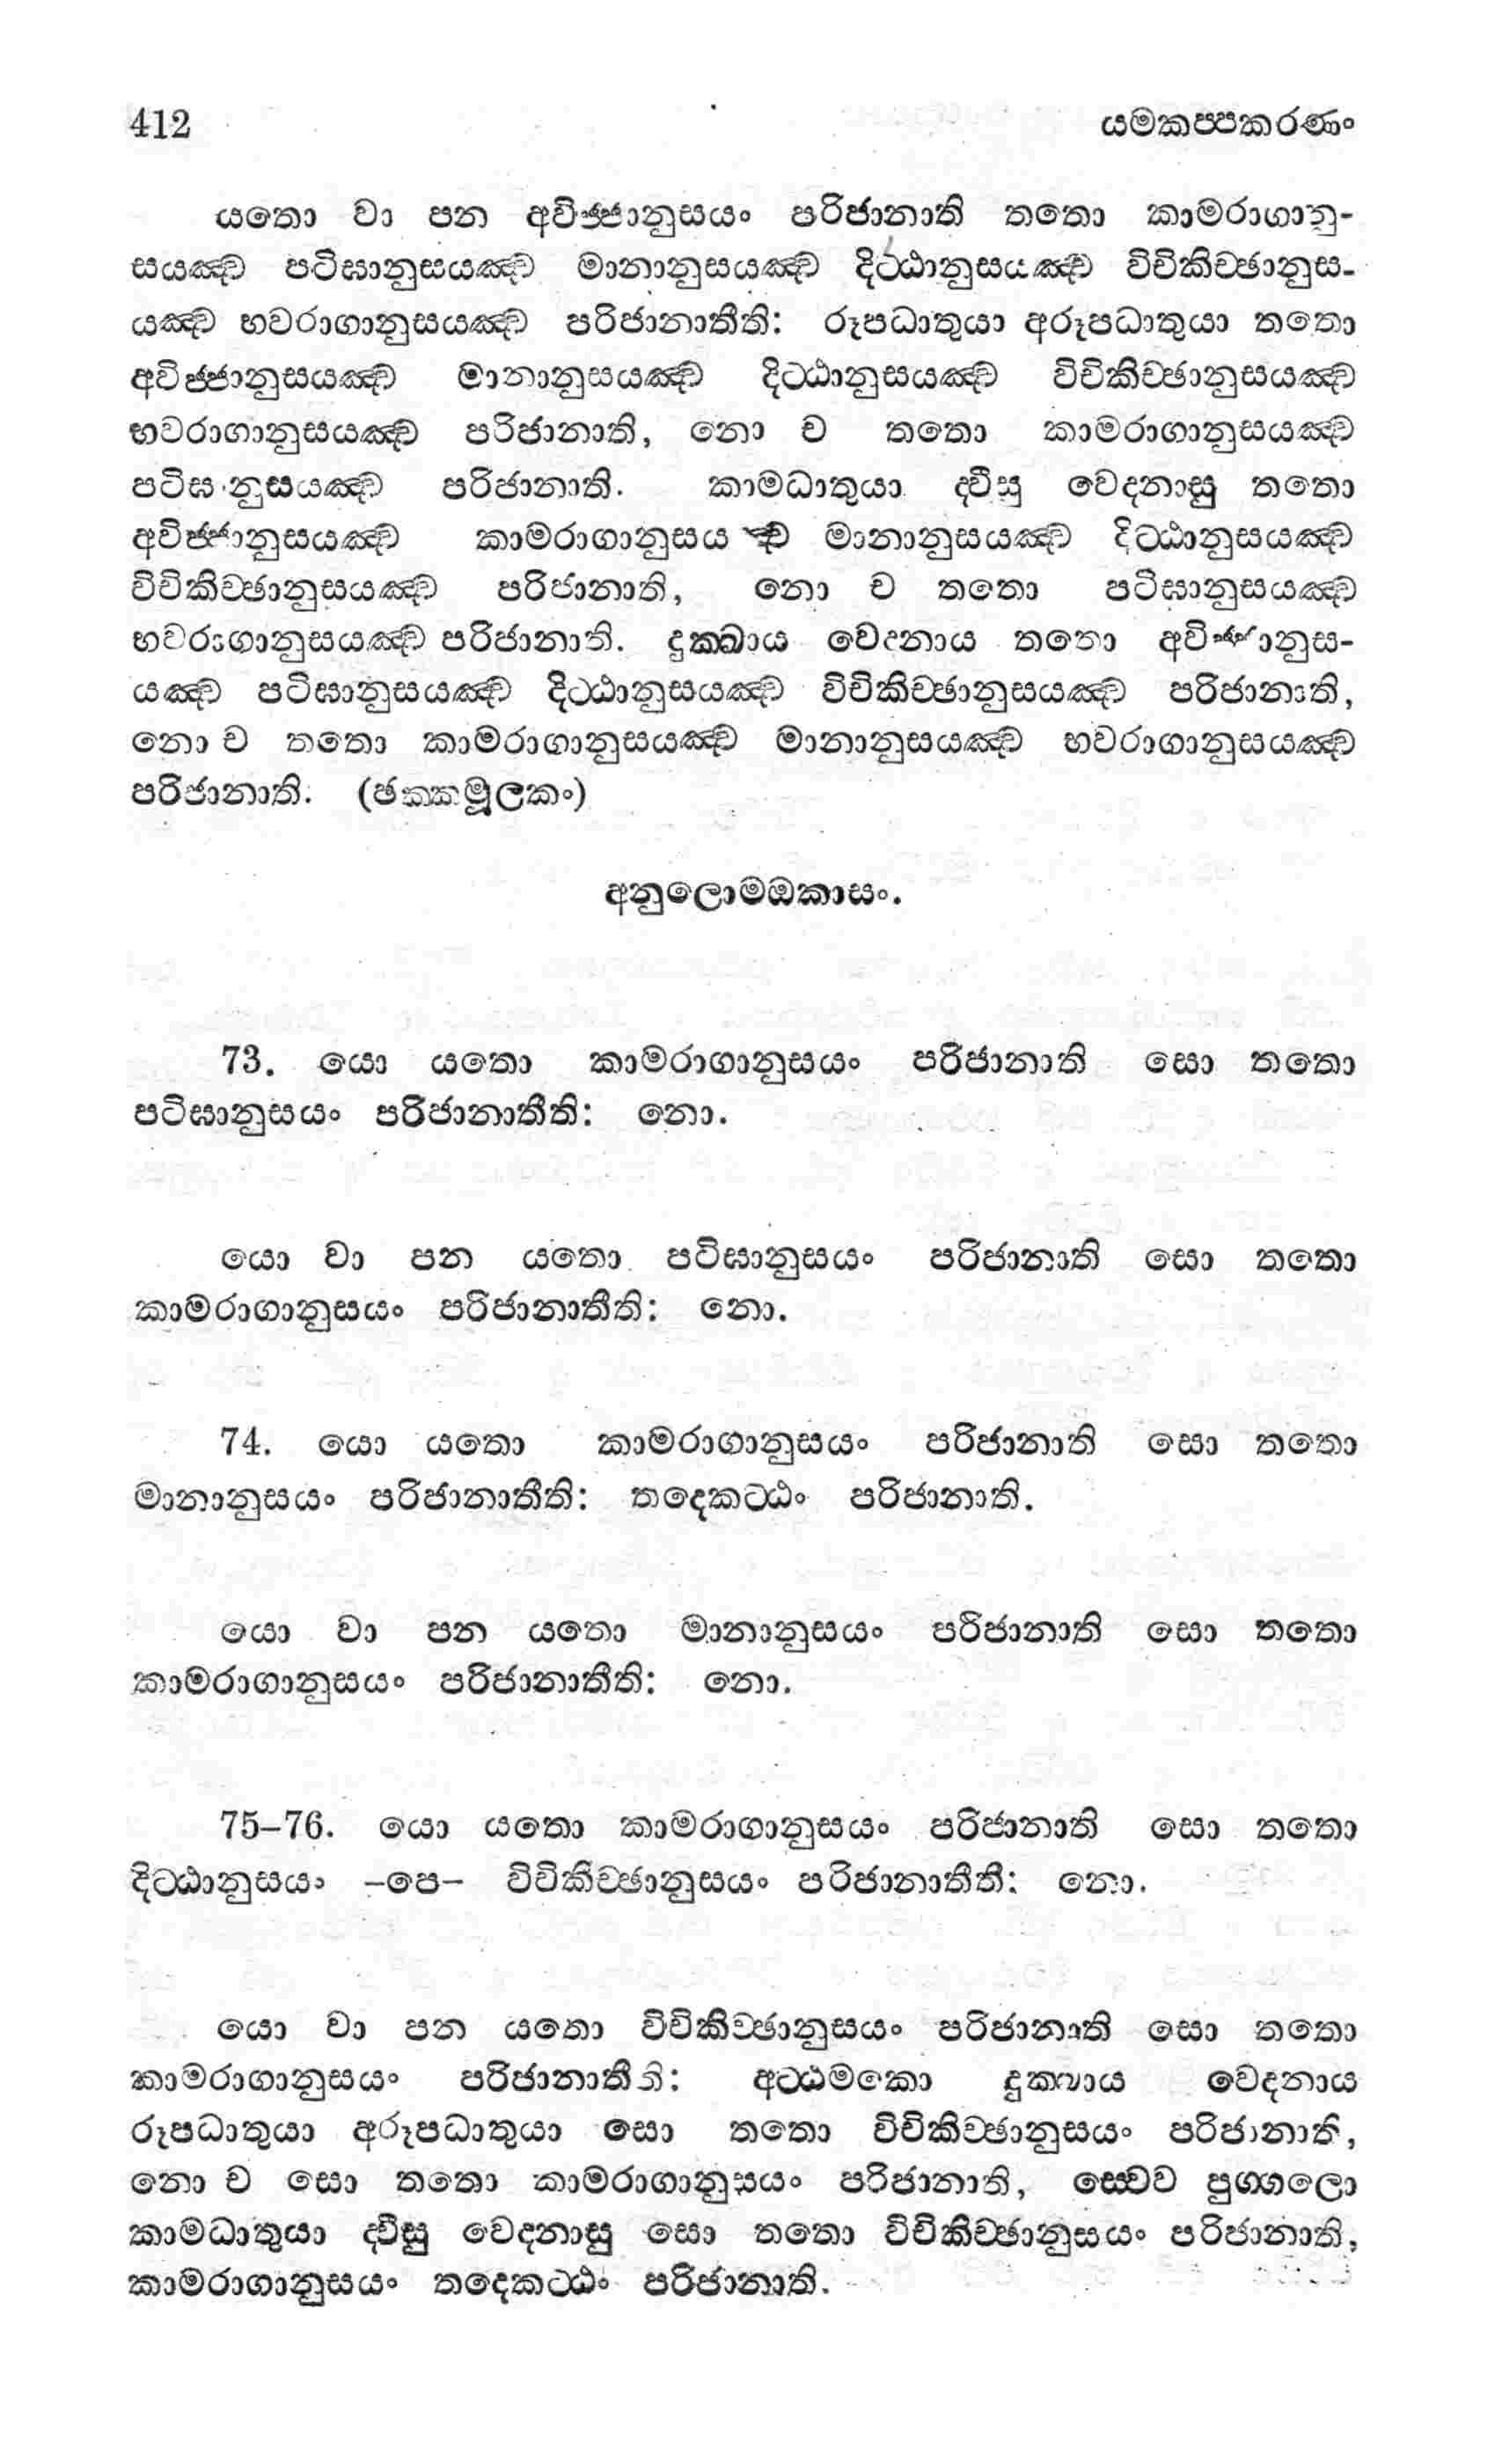 412 යමකප්පකරණං
යතො වා පන අවිජ්ජානුසයං පරිජානාති තතො කාමරාගානු-
සයඤ්ච පටිඝානුසයඤ්ච මානානුසයඤ්ච දිට්ඨානුසයඤ්ච විචිකිච්ඡානුස-
යඤ්ච භවරාගානුසයඤ්ච පරිජානාතීති: රූපධාතුයා අරූපධාතුයා තතො
අවිජ්ජානුසයඤ්ච මානානුසයඤ්ච දිට්ඨානුසයඤ්ච විචිකිච්ඡානුසයඤ්ච
භවරාගානුසයඤ්ච පරිජානාති, නො ච තතො කාමරාගානුසයඤ්ච
පටිඝානුසයඤ්ච පරිජානාති. කාමධාතුයා ද්වීසු වෙදනාසු තතො
අවිජ්ජානුසයඤ්ච කාමරාගානුසයඤ්ච මානානුසයඤ්ච දිට්ඨානුසයඤ්ච
විචිකිච්ඡානුසයඤ්ච පරිජානාති, නො ච තතො පටිඝානුසයඤ්ච
භවරාගානුසයඤ්ච පරිජානාති. දුක්ඛාය වෙදනාය තතො අවිජ්ජානුස-
යඤ්ච පටිඝානුසයඤ්ච දිට්ඨානුසයඤ්ච විචිකිච්ඡානුසයඤ්ච පරිජානාති,
නො ච තතො කාමරාගානුසයඤ්ච මානානුසයඤ්ච භවරාගානුසයඤ්ච
පරිජානාති. (ඡක්කමූලකං)
අනුලොමඔකාසං.
73. යො යතො කාමරාගානුසයං පරිජානාති සො තතො
පටිඝානුසයං පරිජානාතීති: නො.
යො වා පන යතො පටිඝානුසයං පරිජානාති සො තතො
කාමරාගානුසයං පරිජානාතීති: නො.
74. යො යතො කාමරාගානුසයං පරිජානාති සො තතො
මානානුසයං පරිජානාතීති: තදෙකට්ඨං පරිජානාති.
යො වා පන යතො මානානුසයං පරිජානාති සො තතො
කාමරාගානුසයං පරිජානාතීති: නො.
75–76. යො යතො කාමරාගානුසයං පරිජානාති සො තතො
දිට්ඨානුසයං –පෙ– විචිකිච්ඡානුසයං පරිජානාතීතී: නො.
යො වා පන යතො විචිකිච්ඡානුසයං පරිජානාති සො තතො
කාමරාගානුසයං පරිජානාතීති: අට්ඨමකො දුක්ඛාය වෙදනාය
රූපධාතුයා අරූපධාතුයා සො තතො විචිකිච්ඡානුසයං පරිජානාති,
නො ච සො තතො කාමරාගානුසයං පරිජානාති, ස්වෙව පුග්ගලො
කාමධාතුයා ද්වීසු වෙදනාසු සො තතො විචිකිච්ඡානුසයං පරිජානාති,
කාමරාගානුසයං තදෙකට්ඨං පරිජානාති.